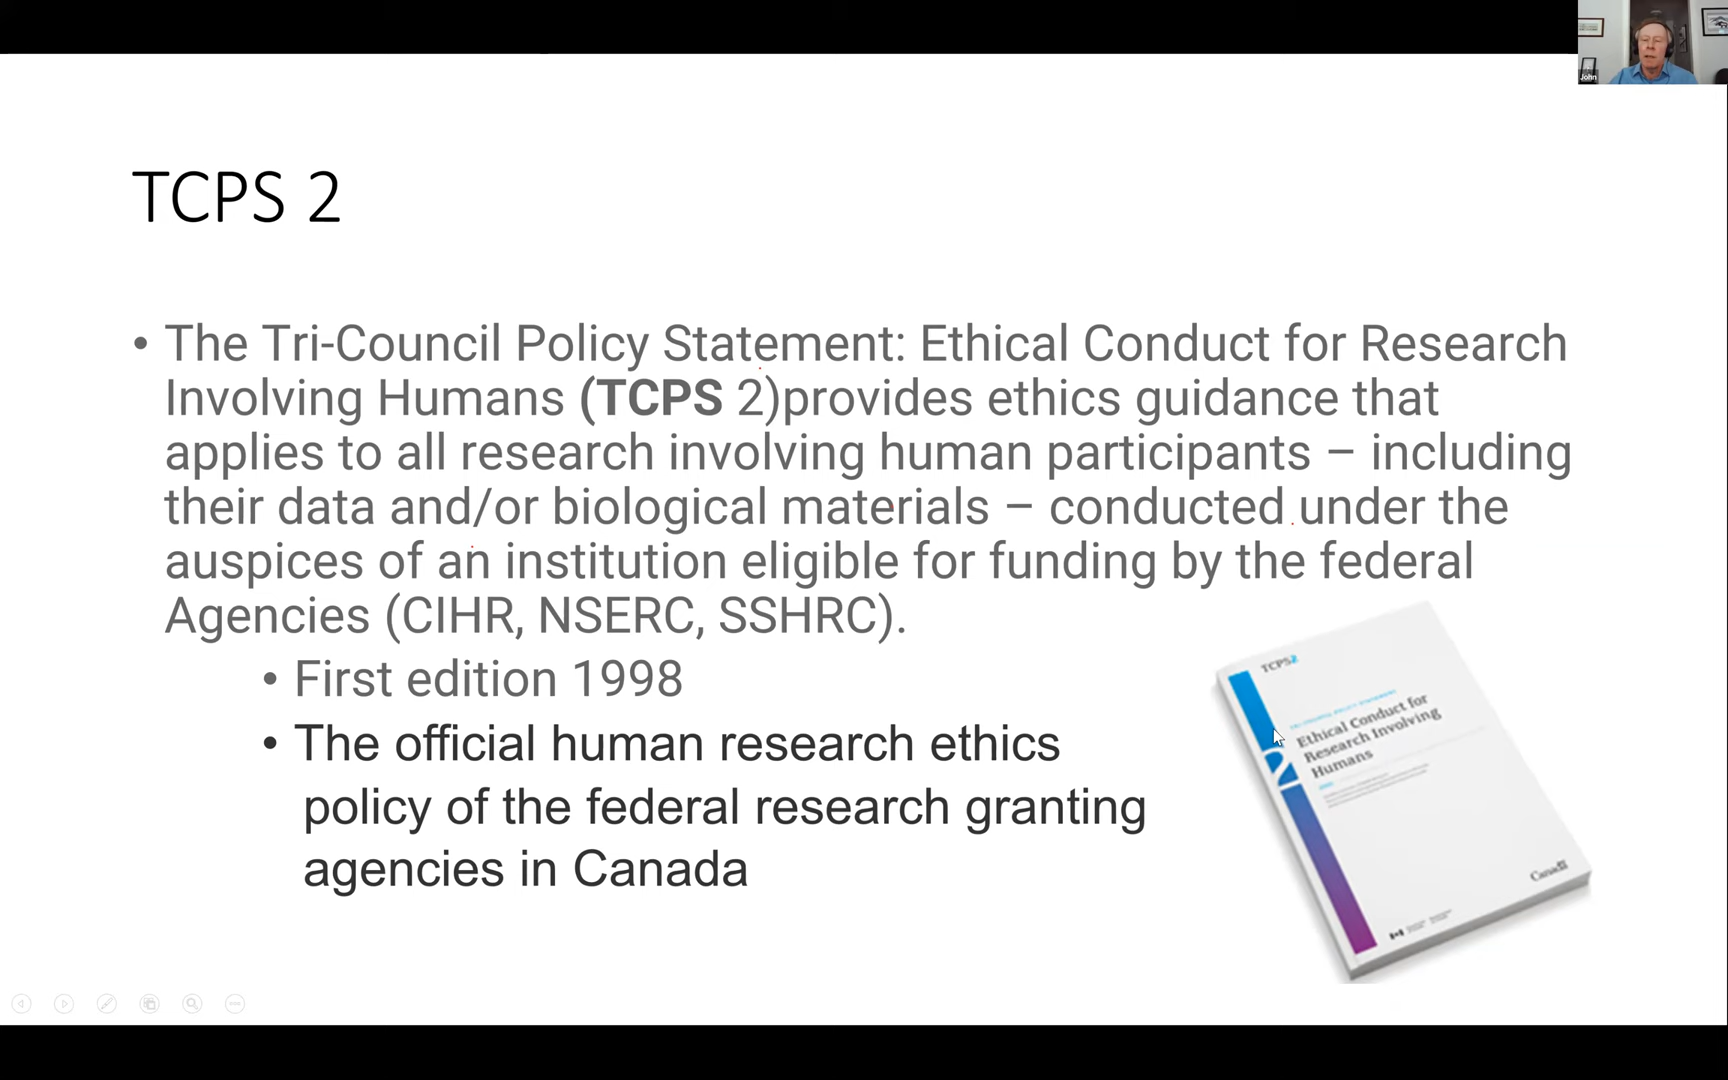 John
TCPS 2
• The Tri-Council Policy Statement: Ethical Conduct for Research
Involving Humans (TCPS 2)provides ethics guidance that
applies to all research involving human participants – including
their data and/or biological materials – conducted under the
auspices of an institution eligible for funding by the federal
Agencies (CIHR, NSERC, SSHRC).
• First edition 1998
• The official human research ethics
policy of the federal research granting
agencies in Canada
TCPS2
TRI-COUNCIL POLICY STATEMENT
Ethical Conduct for
Research Involving
Humans
2
Canada